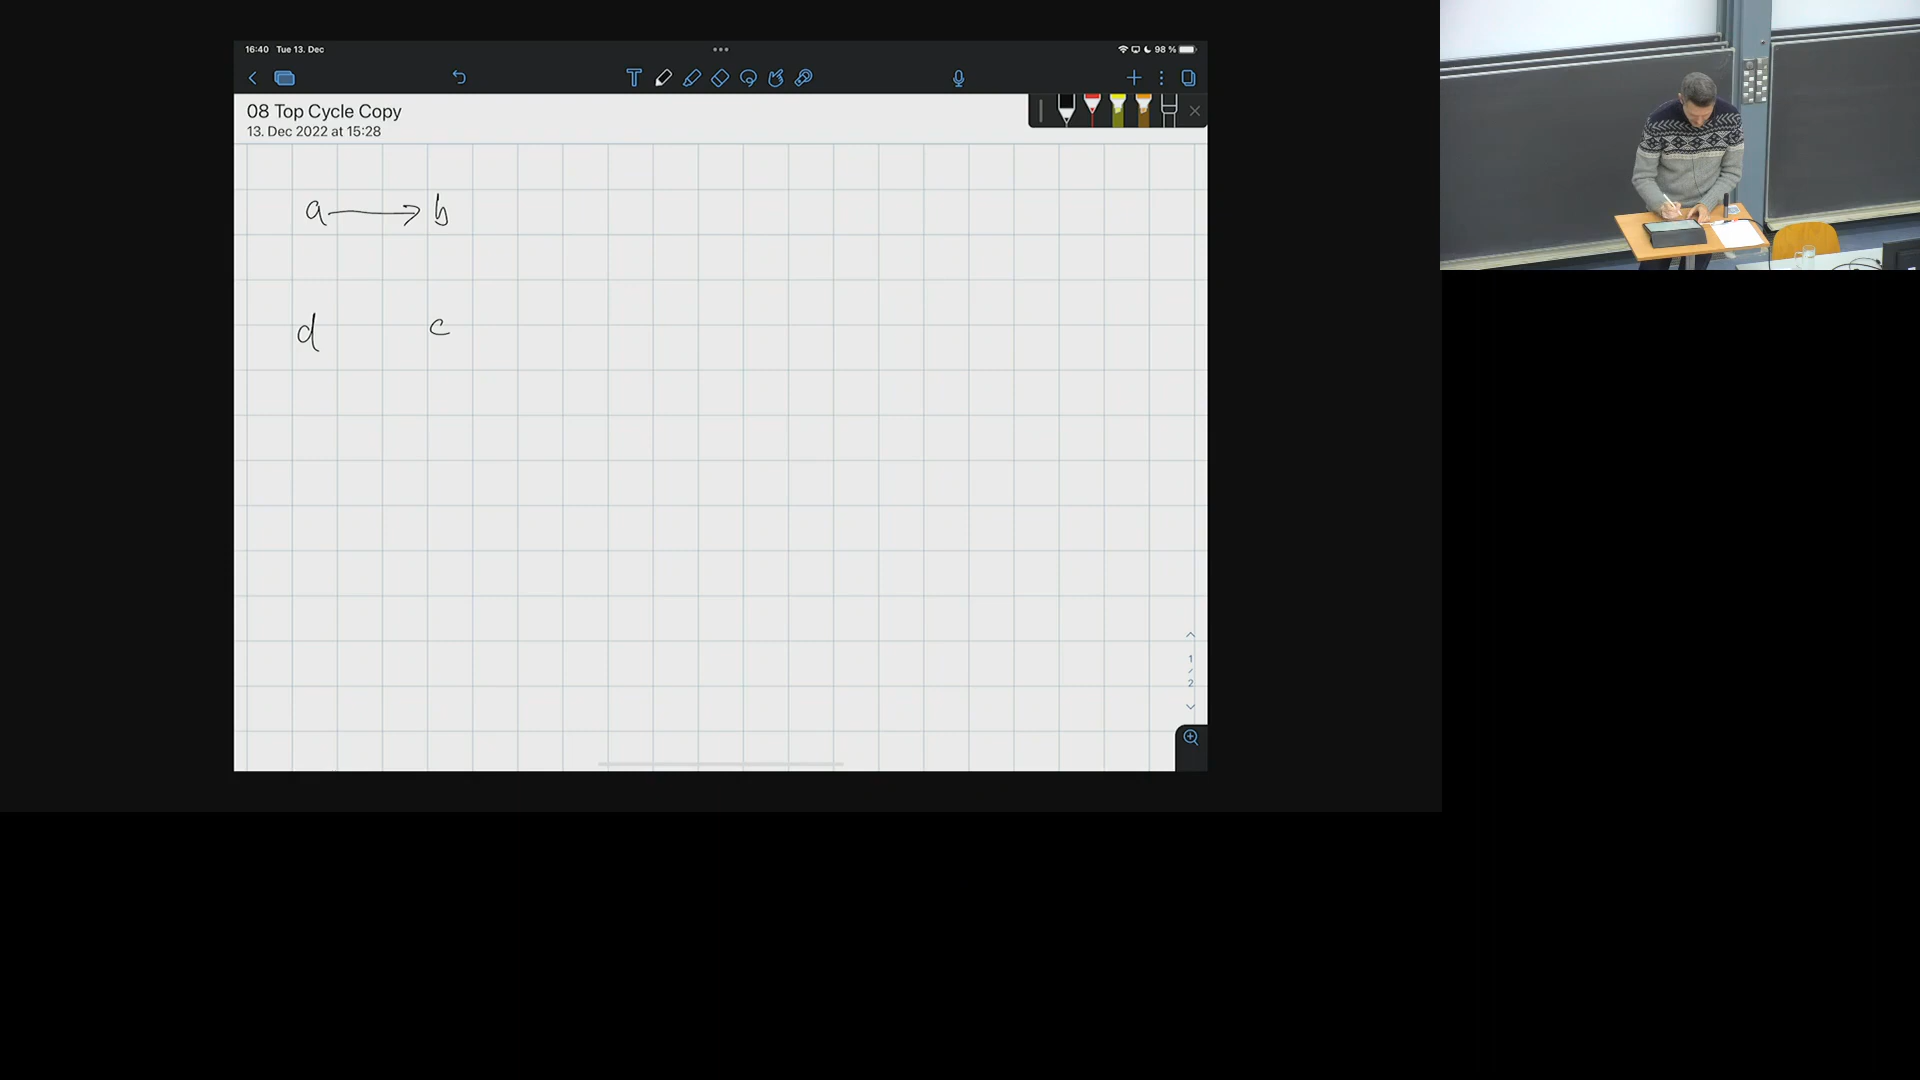 16:40 Tue 13. Dec 98 %
T
08 Top Cycle Copy
13. Dec 2022 at 15:28
a → b
d c
1
/
2